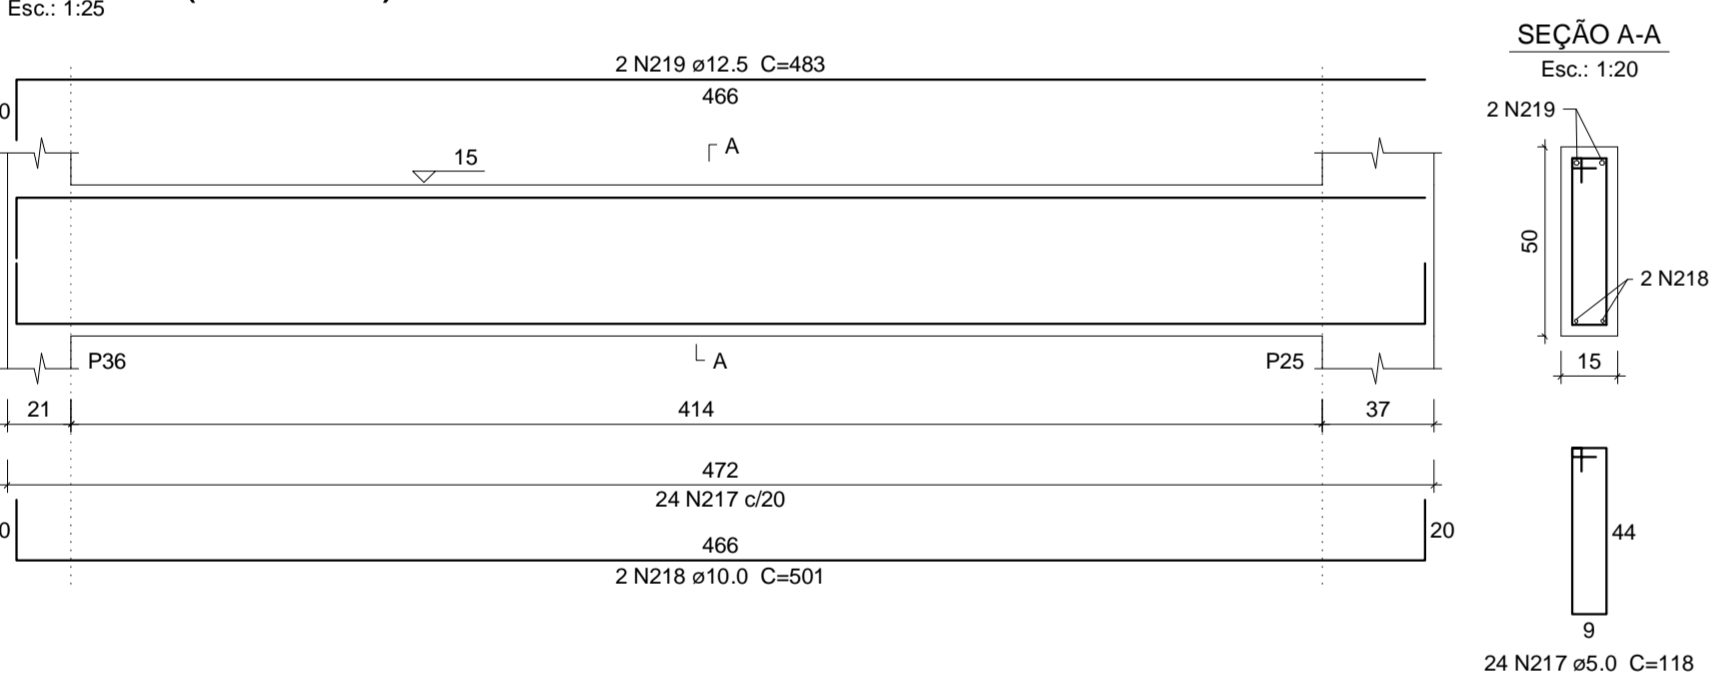 Esc.: 1:25
2 N219 ø12.5 C=483
466
15
A
A
P36
P25
21
414
37
472
24 N217 c/20
466
20
2 N218 ø10.0 C=501
SEÇÃO A-A
Esc.: 1:20
2 N219
50
2 N218
15
44
9
24 N217 ø5.0 C=118